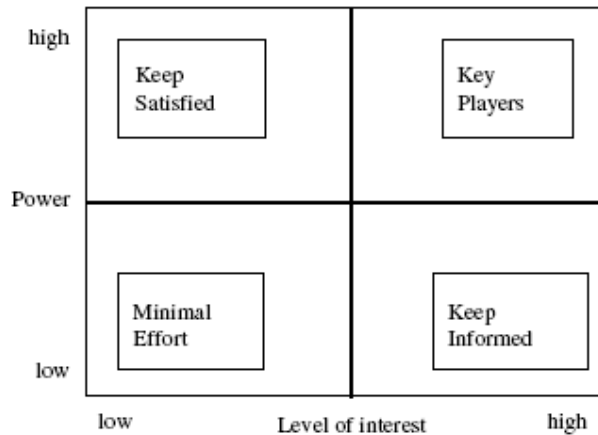 high
Keep
Satisfied
Key
Players
Power
Minimal
Effort
Keep
Informed
low
low
Level of interest
high